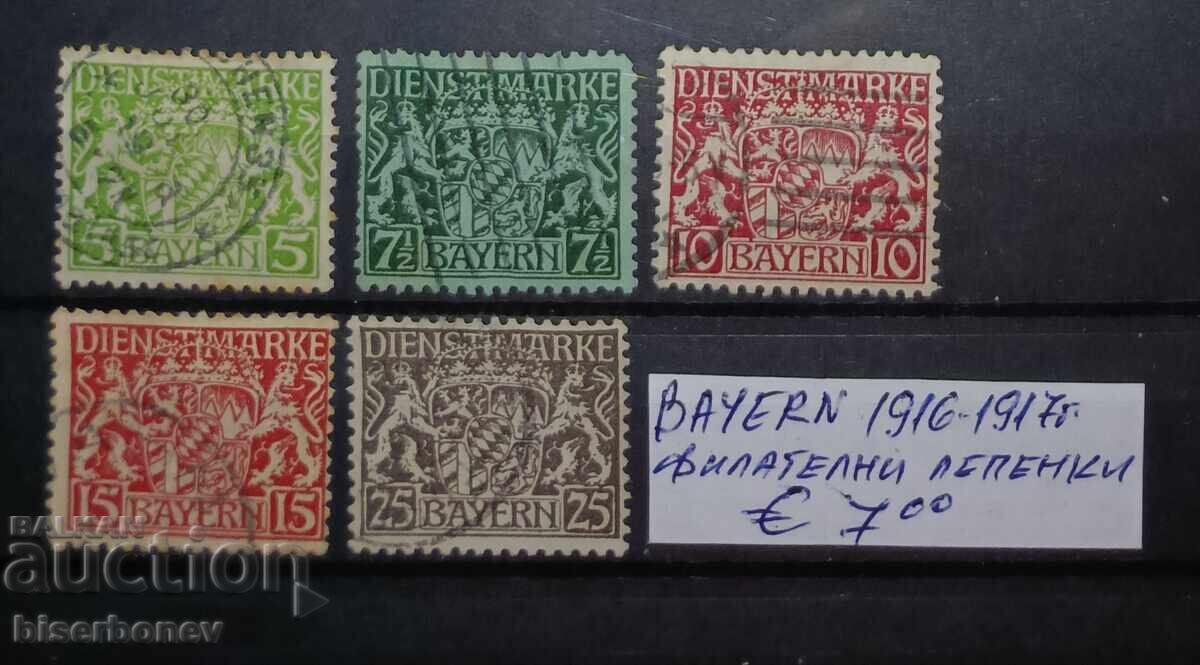 DIENSTMARKE
5 BAYERN 5
DIENSTMARKE
7½ BAYERN 7½
DIENSTMARKE
10 BAYERN 10
DIENSTMARKE
15 BAYERN 15
DIENSTMARKE
25 BAYERN 25
BAYERN 1916-1917г.
ФИЛАТЕЛНИ ЛЕПЕНКИ
€ 7⁰⁰
BALKAN
auction
biserbonev